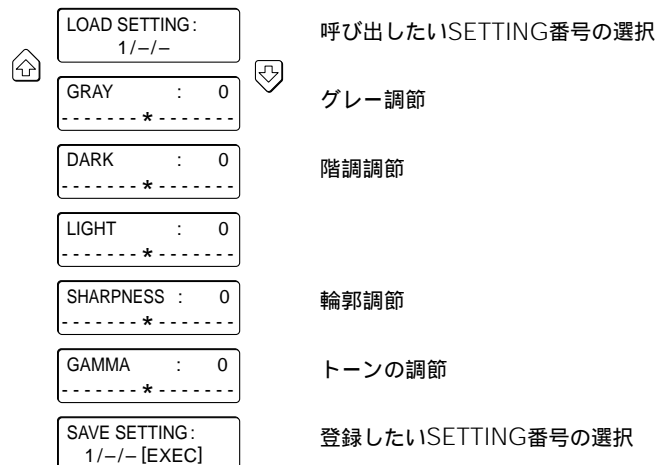 LOAD SETTING:
1/–/–
呼び出したいSETTING番号の選択
GRAY : 0
- - - - - - - * - - - - - - -
グレー調節
DARK : 0
- - - - - - - * - - - - - - -
階調調節
LIGHT : 0
- - - - - - - * - - - - - - -
SHARPNESS : 0
- - - - - - - * - - - - - - -
輪郭調節
GAMMA : 0
- - - - - - - * - - - - - - -
トーンの調節
SAVE SETTING:
1/–/– [EXEC]
登録したいSETTING番号の選択